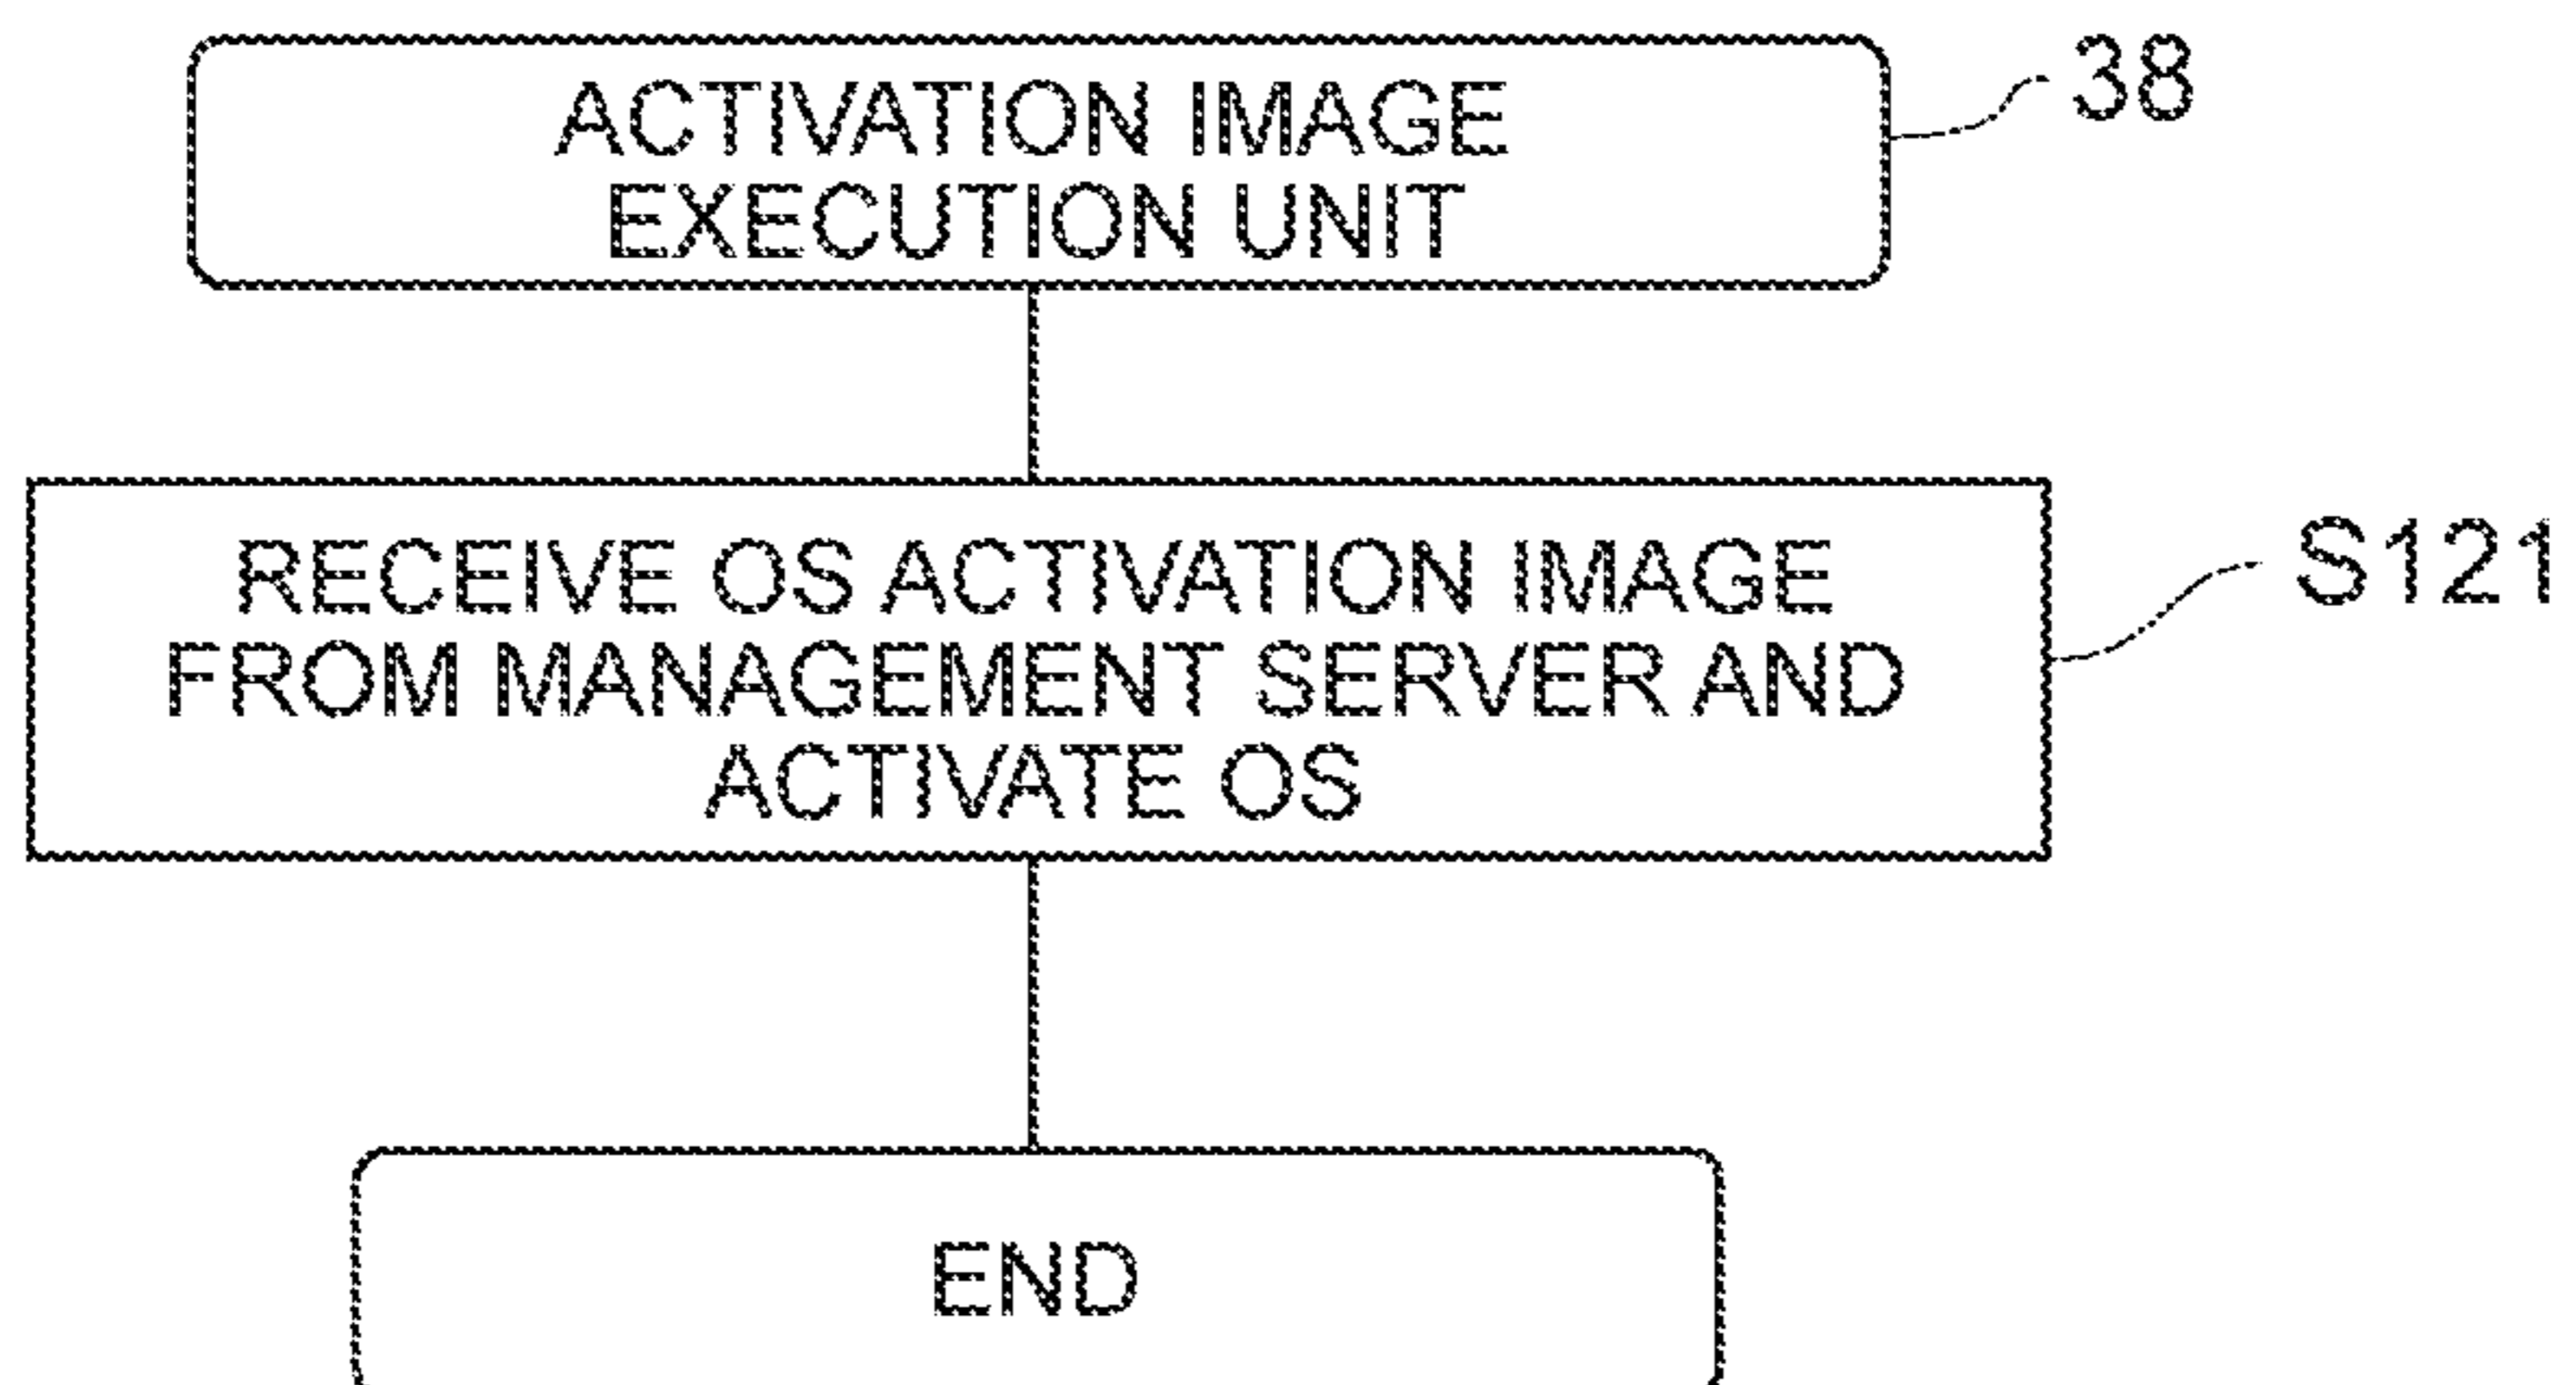 ACTIVATION IMAGE
EXECUTION UNIT
38
RECEIVE OS ACTIVATION IMAGE
FROM MANAGEMENT SERVER AND
ACTIVATE OS
S121
END